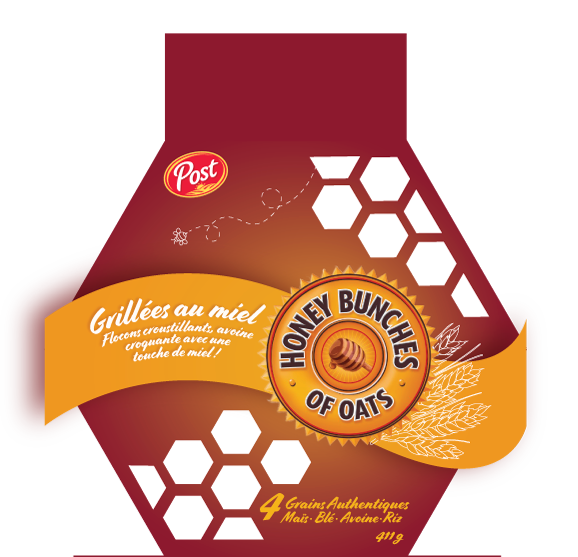 Post
Grillées au miel
Flocons croustillants, avoine
croquante avec une
touche de miel!
HONEY BUNCHES
OF OATS
4 Grains Authentiques
Maïs · Blé · Avoine · Riz
411g